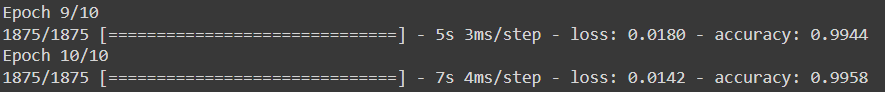 Epoch 9/10
1875/1875 [==============================] - 5s 3ms/step - loss: 0.0180 - accuracy: 0.9944
Epoch 10/10
1875/1875 [==============================] - 7s 4ms/step - loss: 0.0142 - accuracy: 0.9958